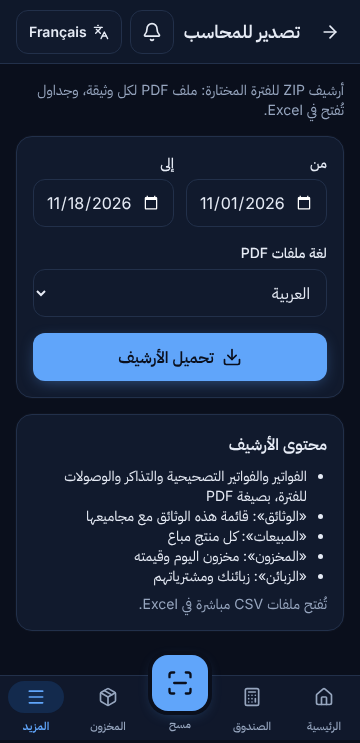 تصدير للمحاسب
Français
أرشيف ZIP للفترة المختارة: ملف PDF لكل وثيقة، وجداول
تُفتح في Excel.
من
إلى
11/01/2026
11/18/2026
لغة ملفات PDF
العربية
تحميل الأرشيف
محتوى الأرشيف
• الفواتير والفواتير التصحيحية والتذاكر والوصولات
للفترة، بصيغة PDF
• «الوثائق»: قائمة هذه الوثائق مع مجاميعها
• «المبيعات»: كل منتج مباع
• «المخزون»: مخزون اليوم وقيمته
• «الزبائن»: زبائنك ومشترياتهم
تُفتح ملفات CSV مباشرة في Excel.
الرئيسية
الصندوق
مسح
المخزون
المزيد